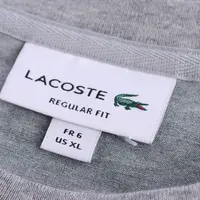 LACOSTE
REGULAR FIT
FR 6
US XL